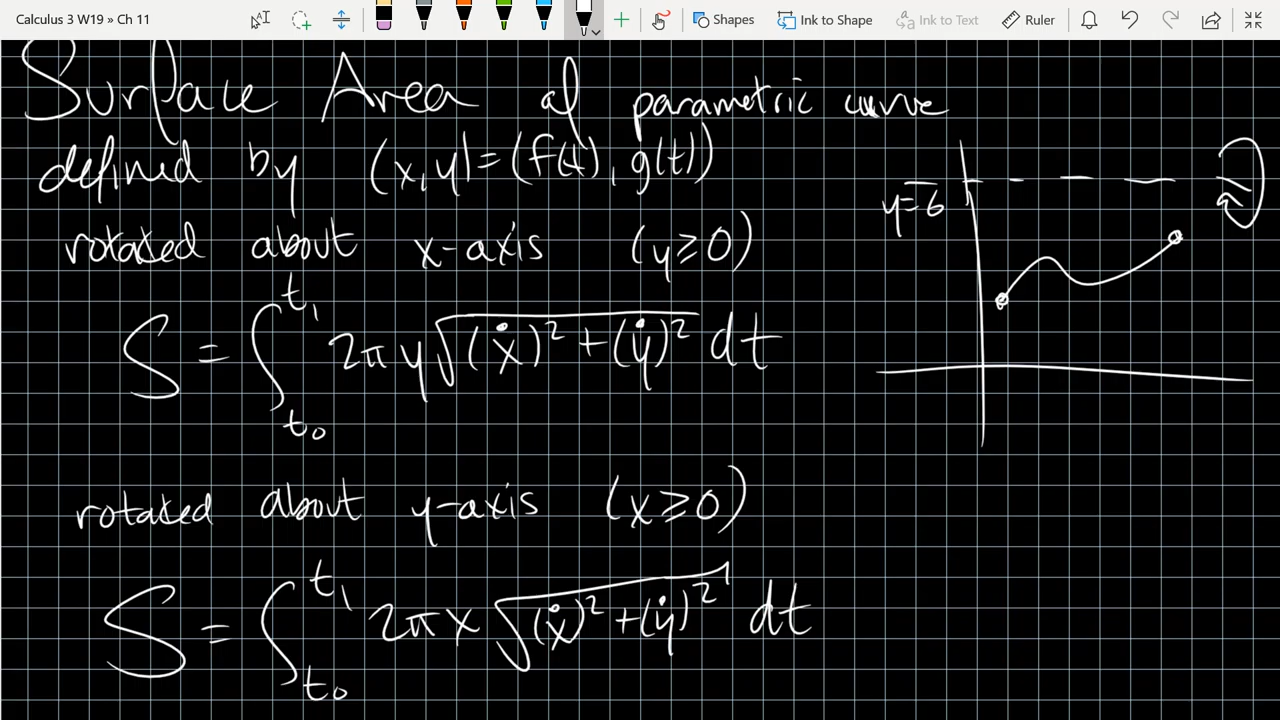 Calculus 3 W19 » Ch 11
Shapes
Ink to Shape
Ink to Text
Ruler
Surface Area of parametric curve
defined by (x,y)=(f(t), g(t))
rotated about x-axis (y≥0)
S = ∫_{t₀}^{t₁} 2πy√((ẋ)²+(ẏ)²) dt
rotated about y-axis (x≥0)
S = ∫_{t₀}^{t₁} 2πx√((ẋ)²+(ẏ)²) dt
y=6